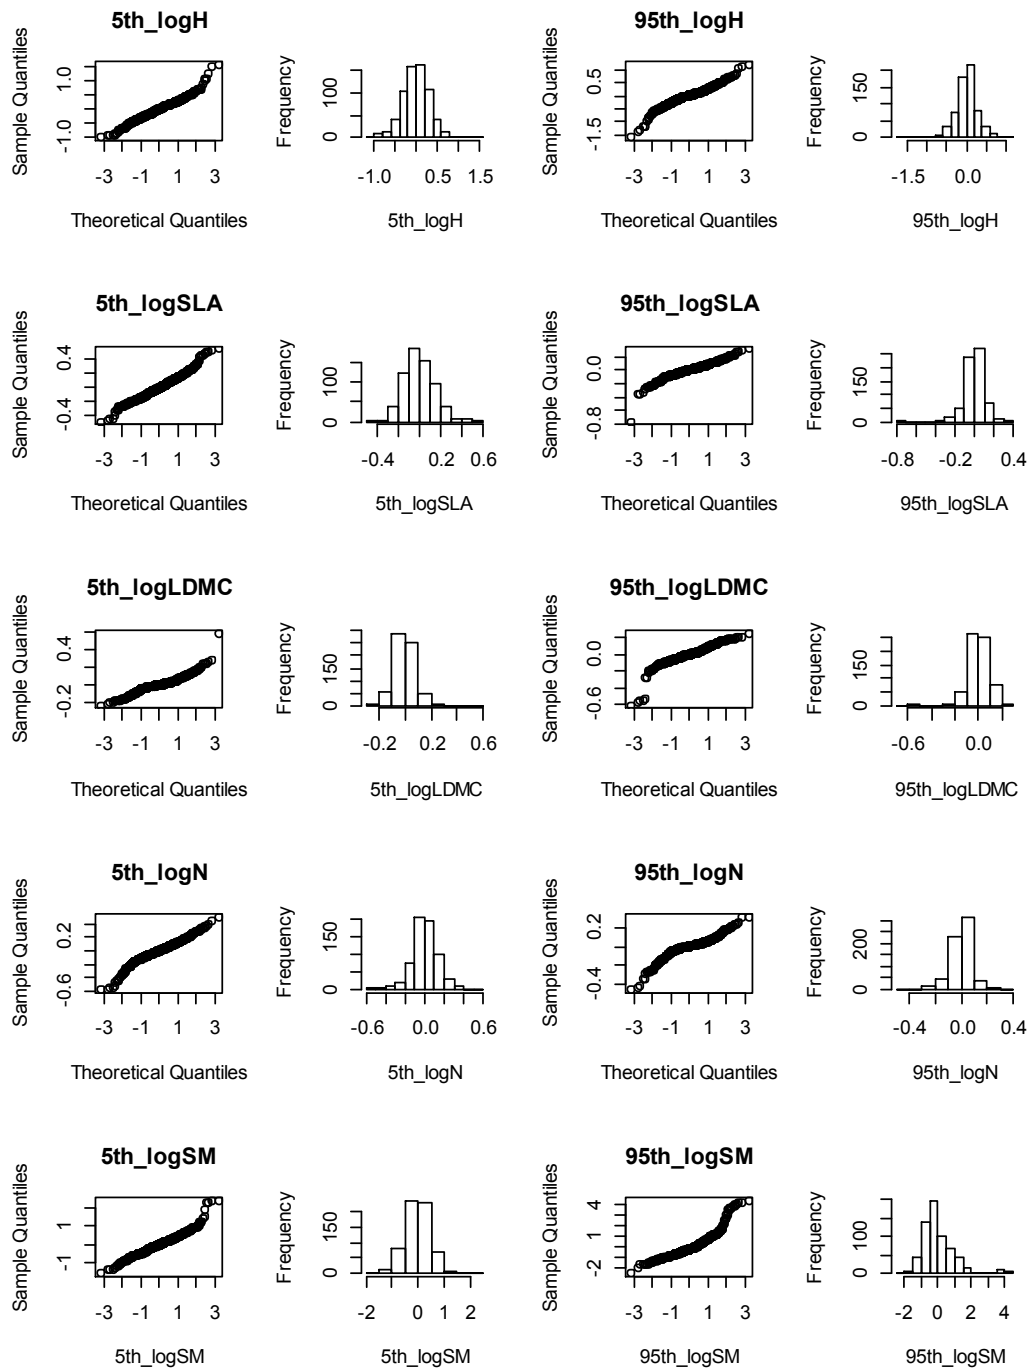 5th_logH
95th_logH
Sample Quantiles
-1.0 1.0
-3 -1 1 3
Theoretical Quantiles
Frequency
0 100
-1.0 0.5 1.5
5th_logH
Sample Quantiles
-1.5 0.5
-3 -1 1 3
Theoretical Quantiles
Frequency
0 150
-1.5 0.0
95th_logH
5th_logSLA
95th_logSLA
Sample Quantiles
-0.4 0.4
-3 -1 1 3
Theoretical Quantiles
Frequency
0 100
-0.4 0.2 0.6
5th_logSLA
Sample Quantiles
-0.8 0.0
-3 -1 1 3
Theoretical Quantiles
Frequency
0 150
-0.8 -0.2 0.4
95th_logSLA
5th_logLDMC
95th_logLDMC
Sample Quantiles
-0.2 0.4
-3 -1 1 3
Theoretical Quantiles
Frequency
0 150
-0.2 0.2 0.6
5th_logLDMC
Sample Quantiles
-0.6 0.0
-3 -1 1 3
Theoretical Quantiles
Frequency
0 150
-0.6 0.0
95th_logLDMC
5th_logN
95th_logN
Sample Quantiles
-0.6 0.2
-3 -1 1 3
Theoretical Quantiles
Frequency
0 150
-0.6 0.0 0.6
5th_logN
Sample Quantiles
-0.4 0.2
-3 -1 1 3
Theoretical Quantiles
Frequency
0 200
-0.4 0.0 0.4
95th_logN
5th_logSM
95th_logSM
Sample Quantiles
-1 1
-3 -1 1 3
5th_logSM
Frequency
0 150
-2 0 1 2
5th_logSM
Sample Quantiles
-2 1 4
-3 -1 1 3
95th_logSM
Frequency
0 100
-2 0 2 4
95th_logSM